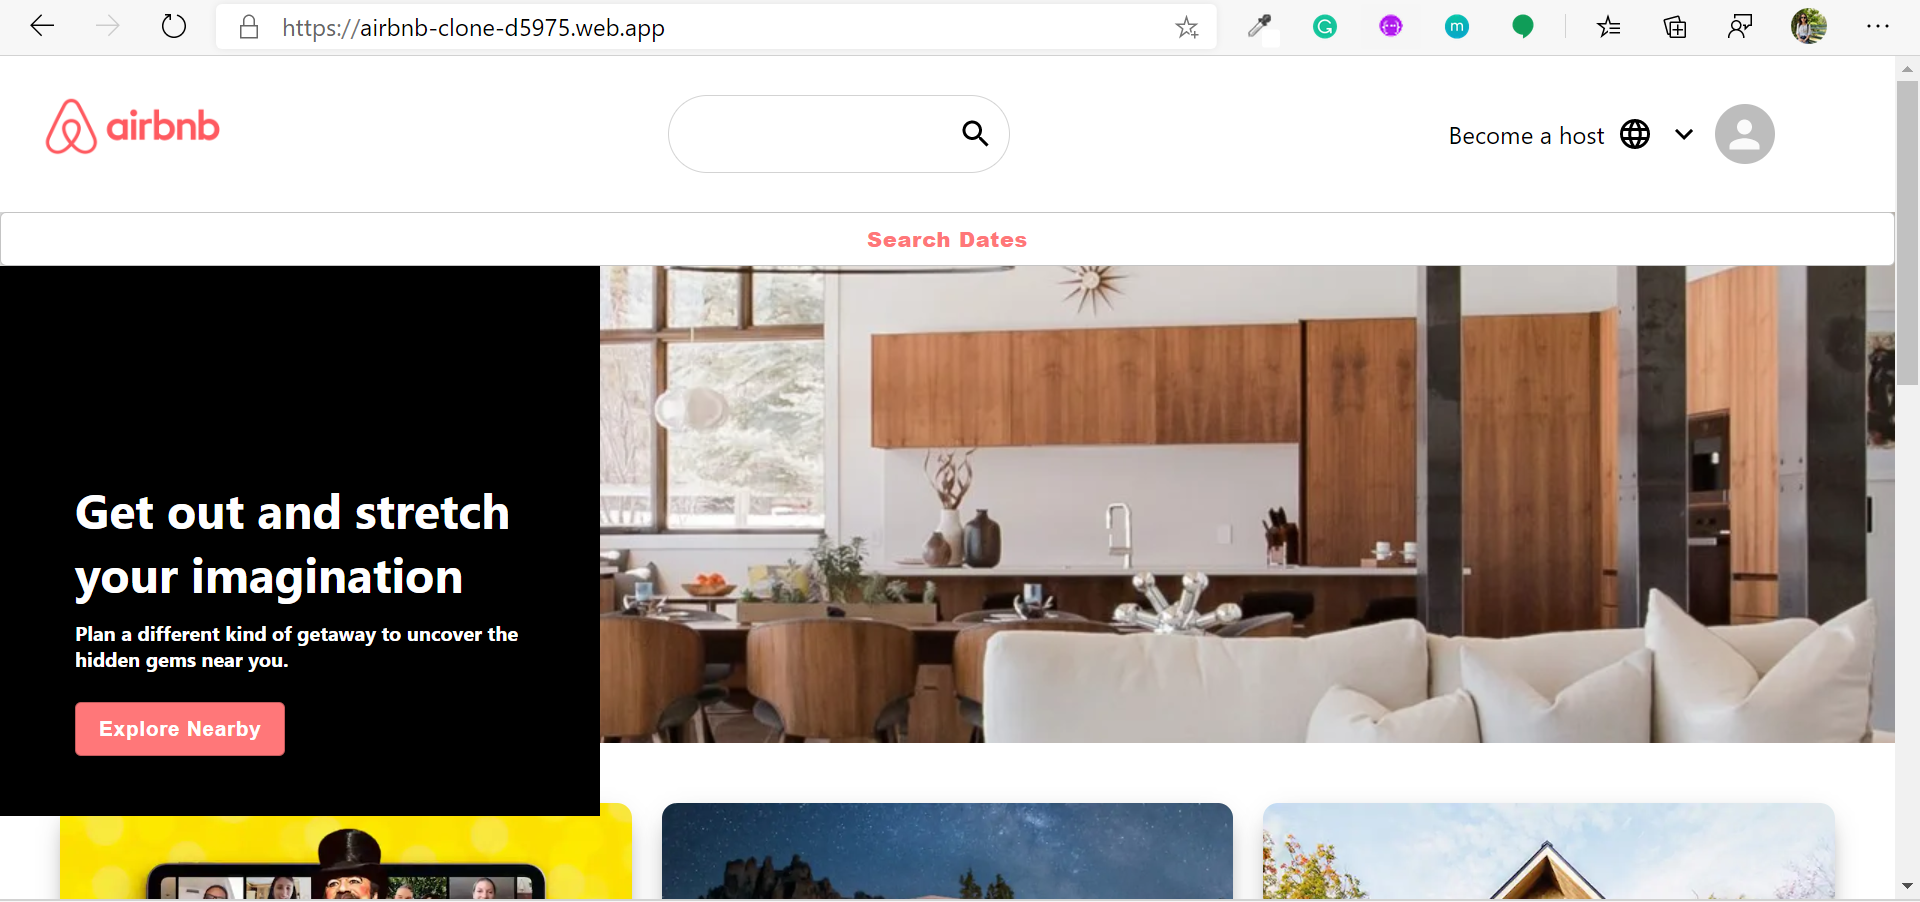 https://airbnb-clone-d5975.web.app
G
m
airbnb
Become a host
Search Dates
Get out and stretch
your imagination
Plan a different kind of getaway to uncover the
hidden gems near you.
Explore Nearby